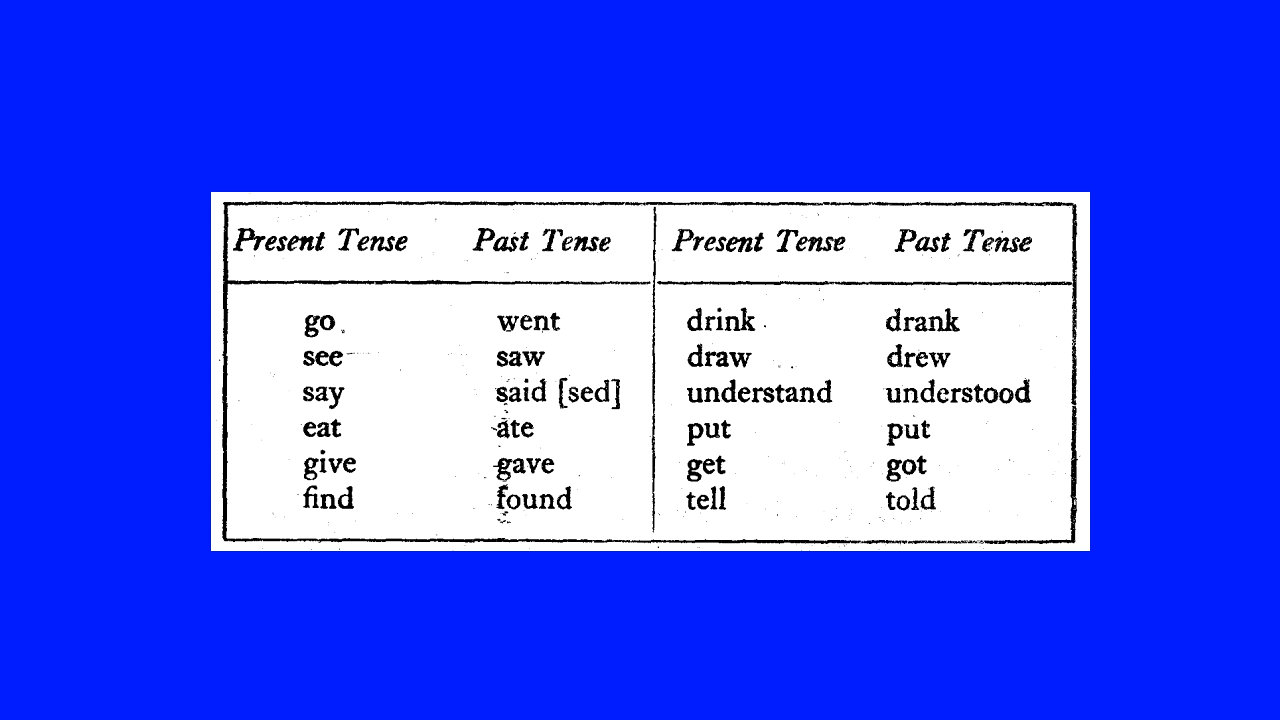 Present Tense Past Tense Present Tense Past Tense
go went drink drank
see saw draw drew
say said [sed] understand understood
eat ate put put
give gave get got
find found tell told